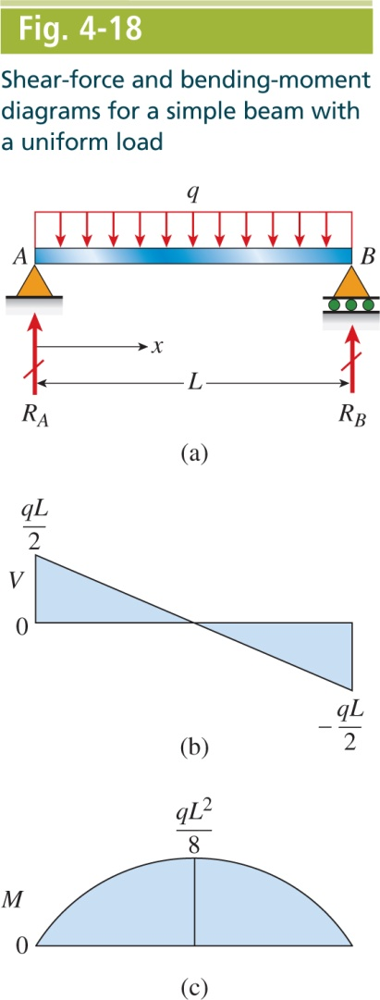 Fig. 4-18
Shear-force and bending-moment
diagrams for a simple beam with
a uniform load
q
A
B
x
L
R_A
R_B
(a)
qL
2
V
0
- qL
2
(b)
qL²
8
M
0
(c)